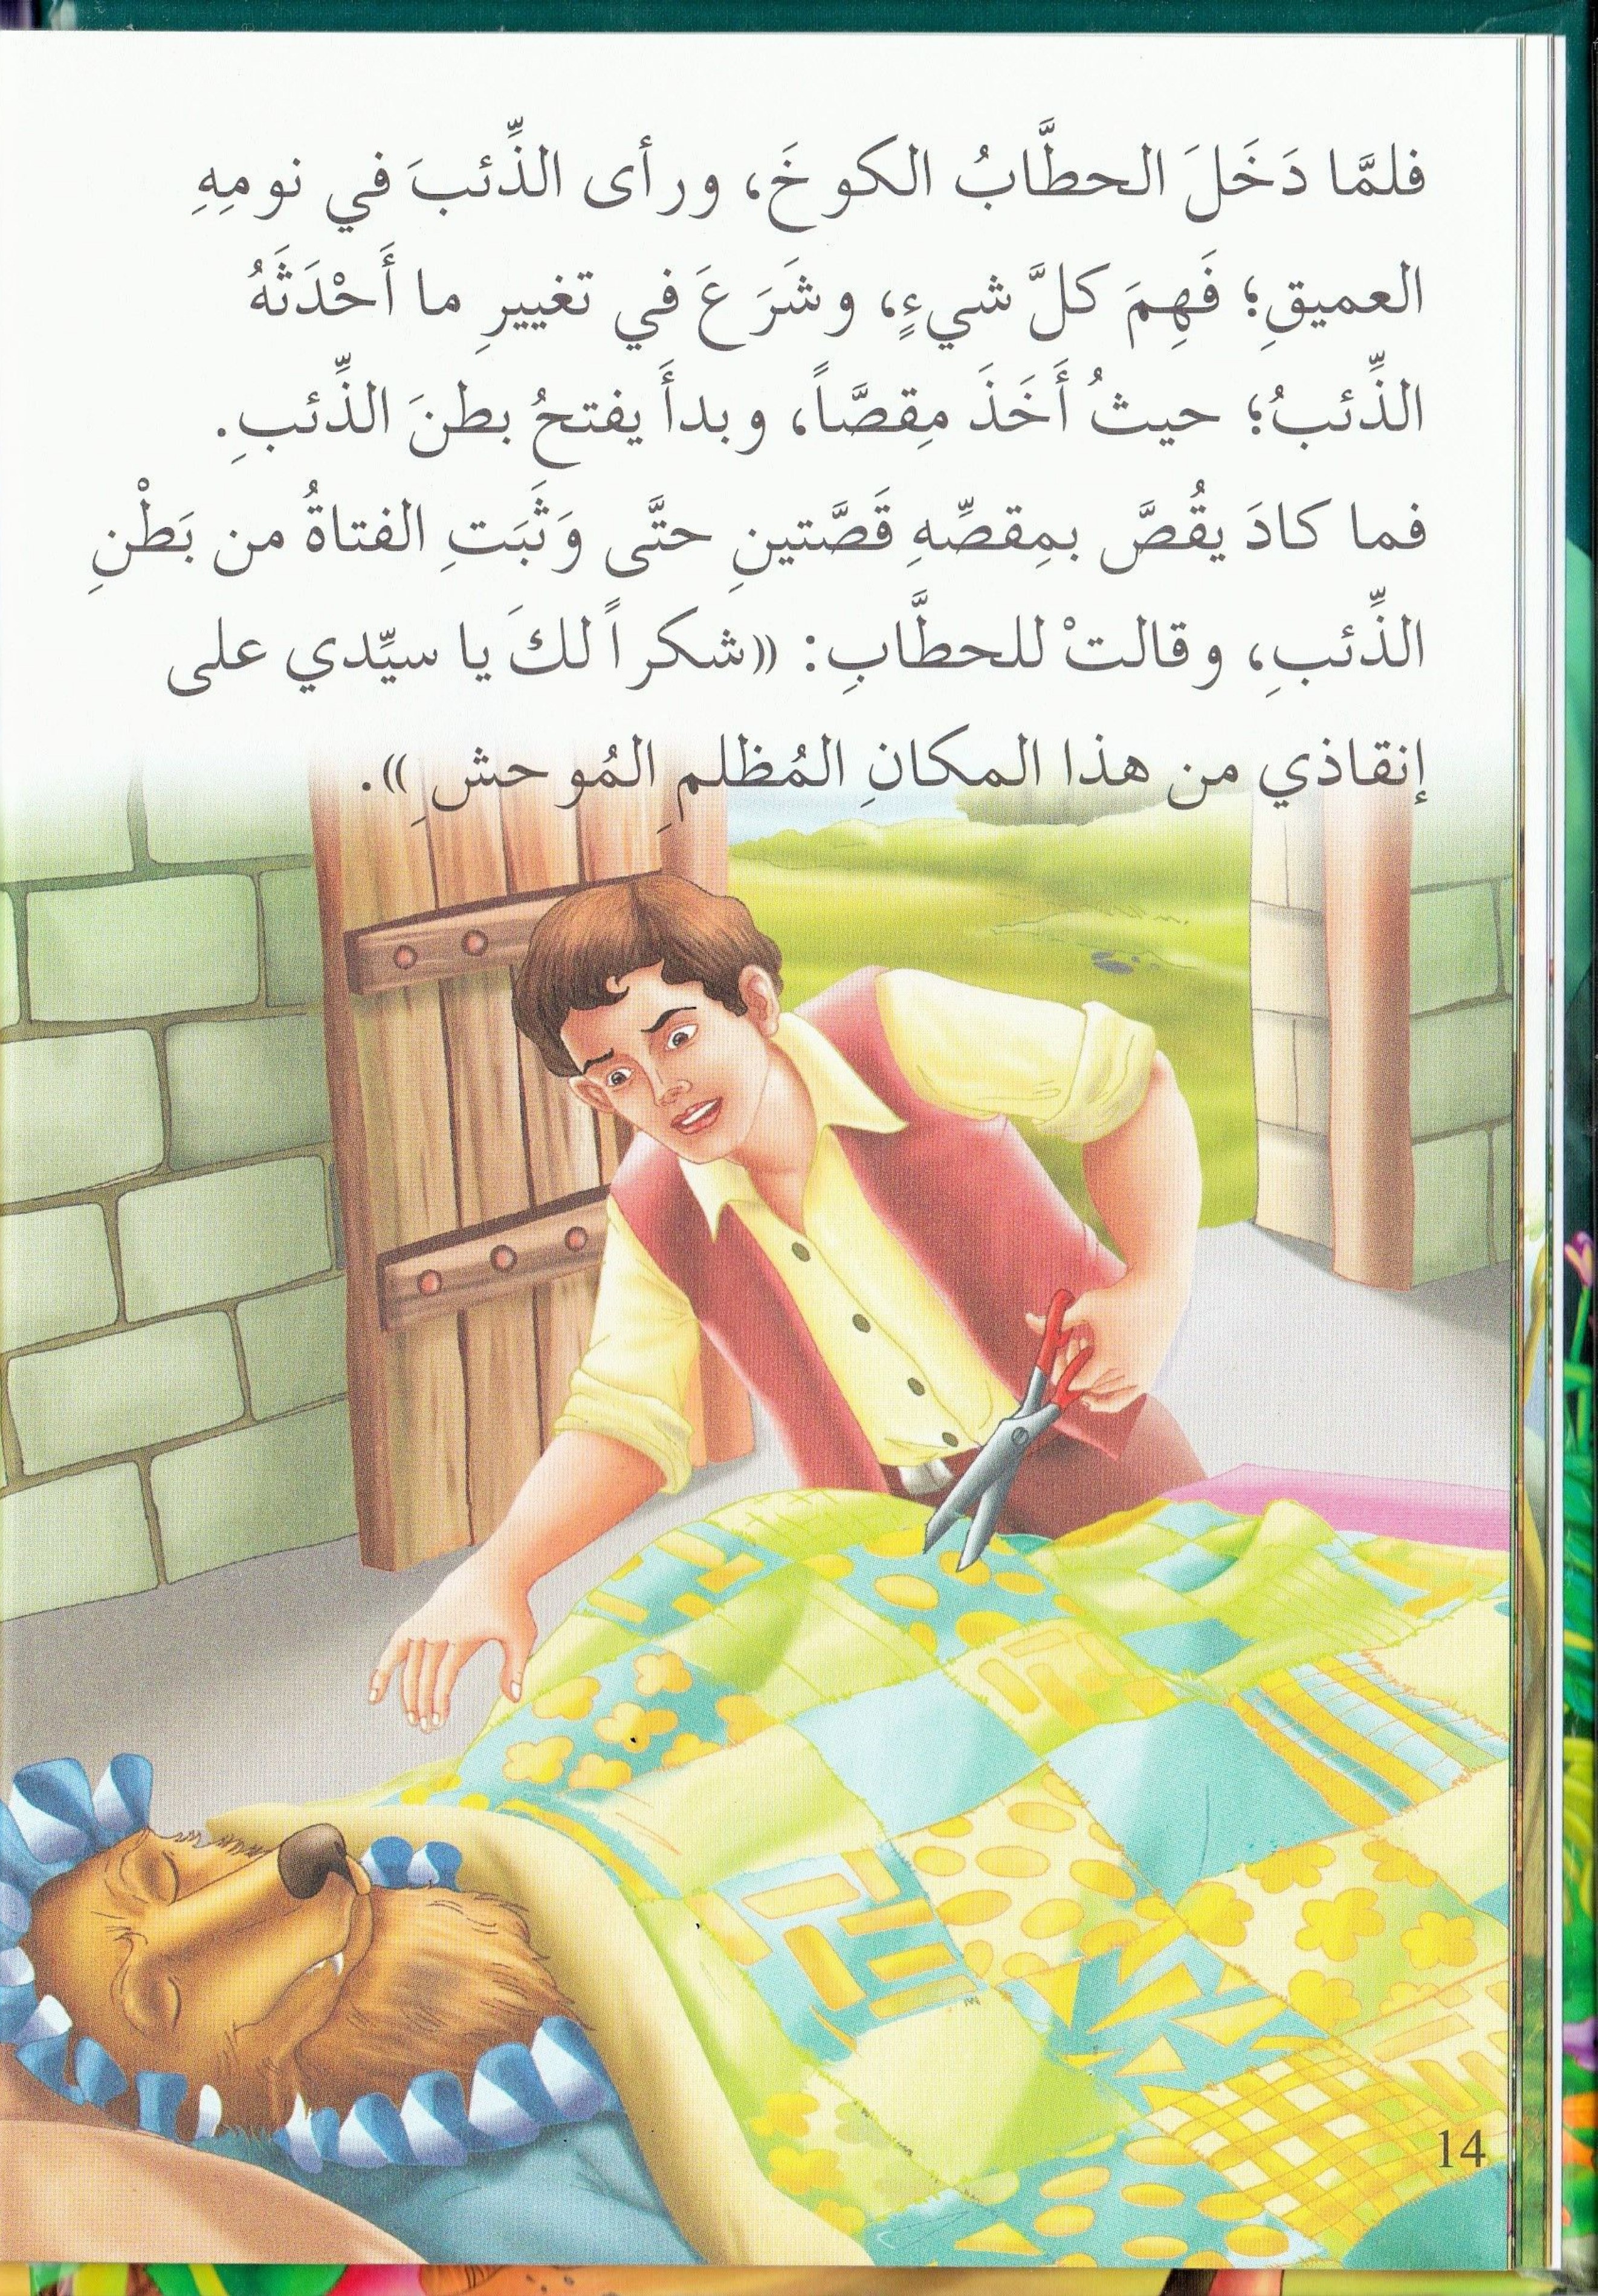 فلمَّا دَخَلَ الحطَّابُ الكوخَ، ورأى الذِّئبَ في نومِهِ
العميقِ؛ فَهِمَ كلَّ شيءٍ، وشَرَعَ في تغييرِ ما أَحْدَثَهُ
الذِّئبُ؛ حيثُ أَخَذَ مِقصَّاً، وبدأَ يفتحُ بطنَ الذِّئبِ.
فما كادَ يقُصَّ بمِقصِّهِ قَصَّتينِ حتَّى وَثَبَتِ الفتاةُ من بَطْنِ
الذِّئبِ، وقالتْ للحطَّابِ: «شكراً لكَ يا سيِّدي على
إنقاذي من هذا المكانِ المُظلمِ المُوحشِ».
14